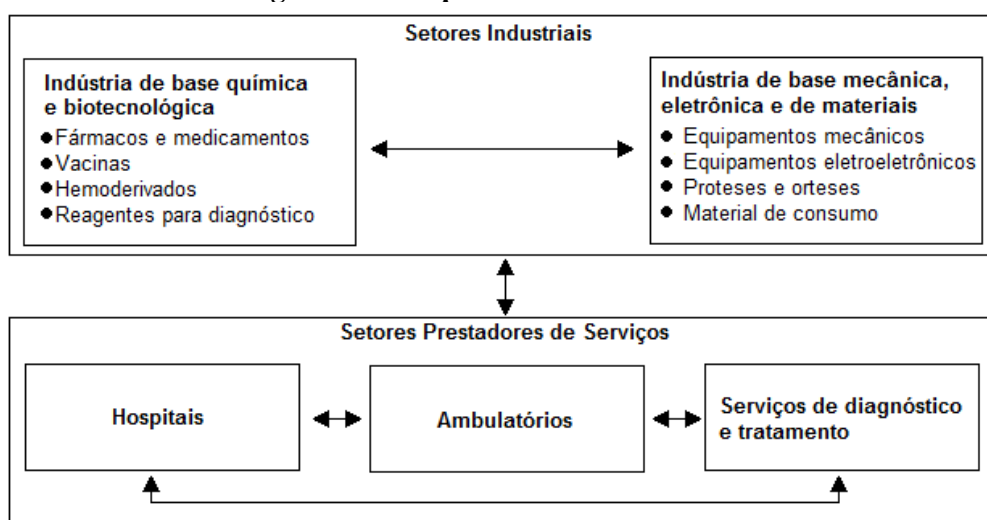 Setores Industriais
Indústria de base química
e biotecnológica
●Fármacos e medicamentos
●Vacinas
●Hemoderivados
●Reagentes para diagnóstico
Indústria de base mecânica,
eletrônica e de materiais
● Equipamentos mecânicos
● Equipamentos eletroeletrônicos
● Proteses e orteses
● Material de consumo
Setores Prestadores de Serviços
Hospitais
Ambulatórios
Serviços de diagnóstico
e tratamento